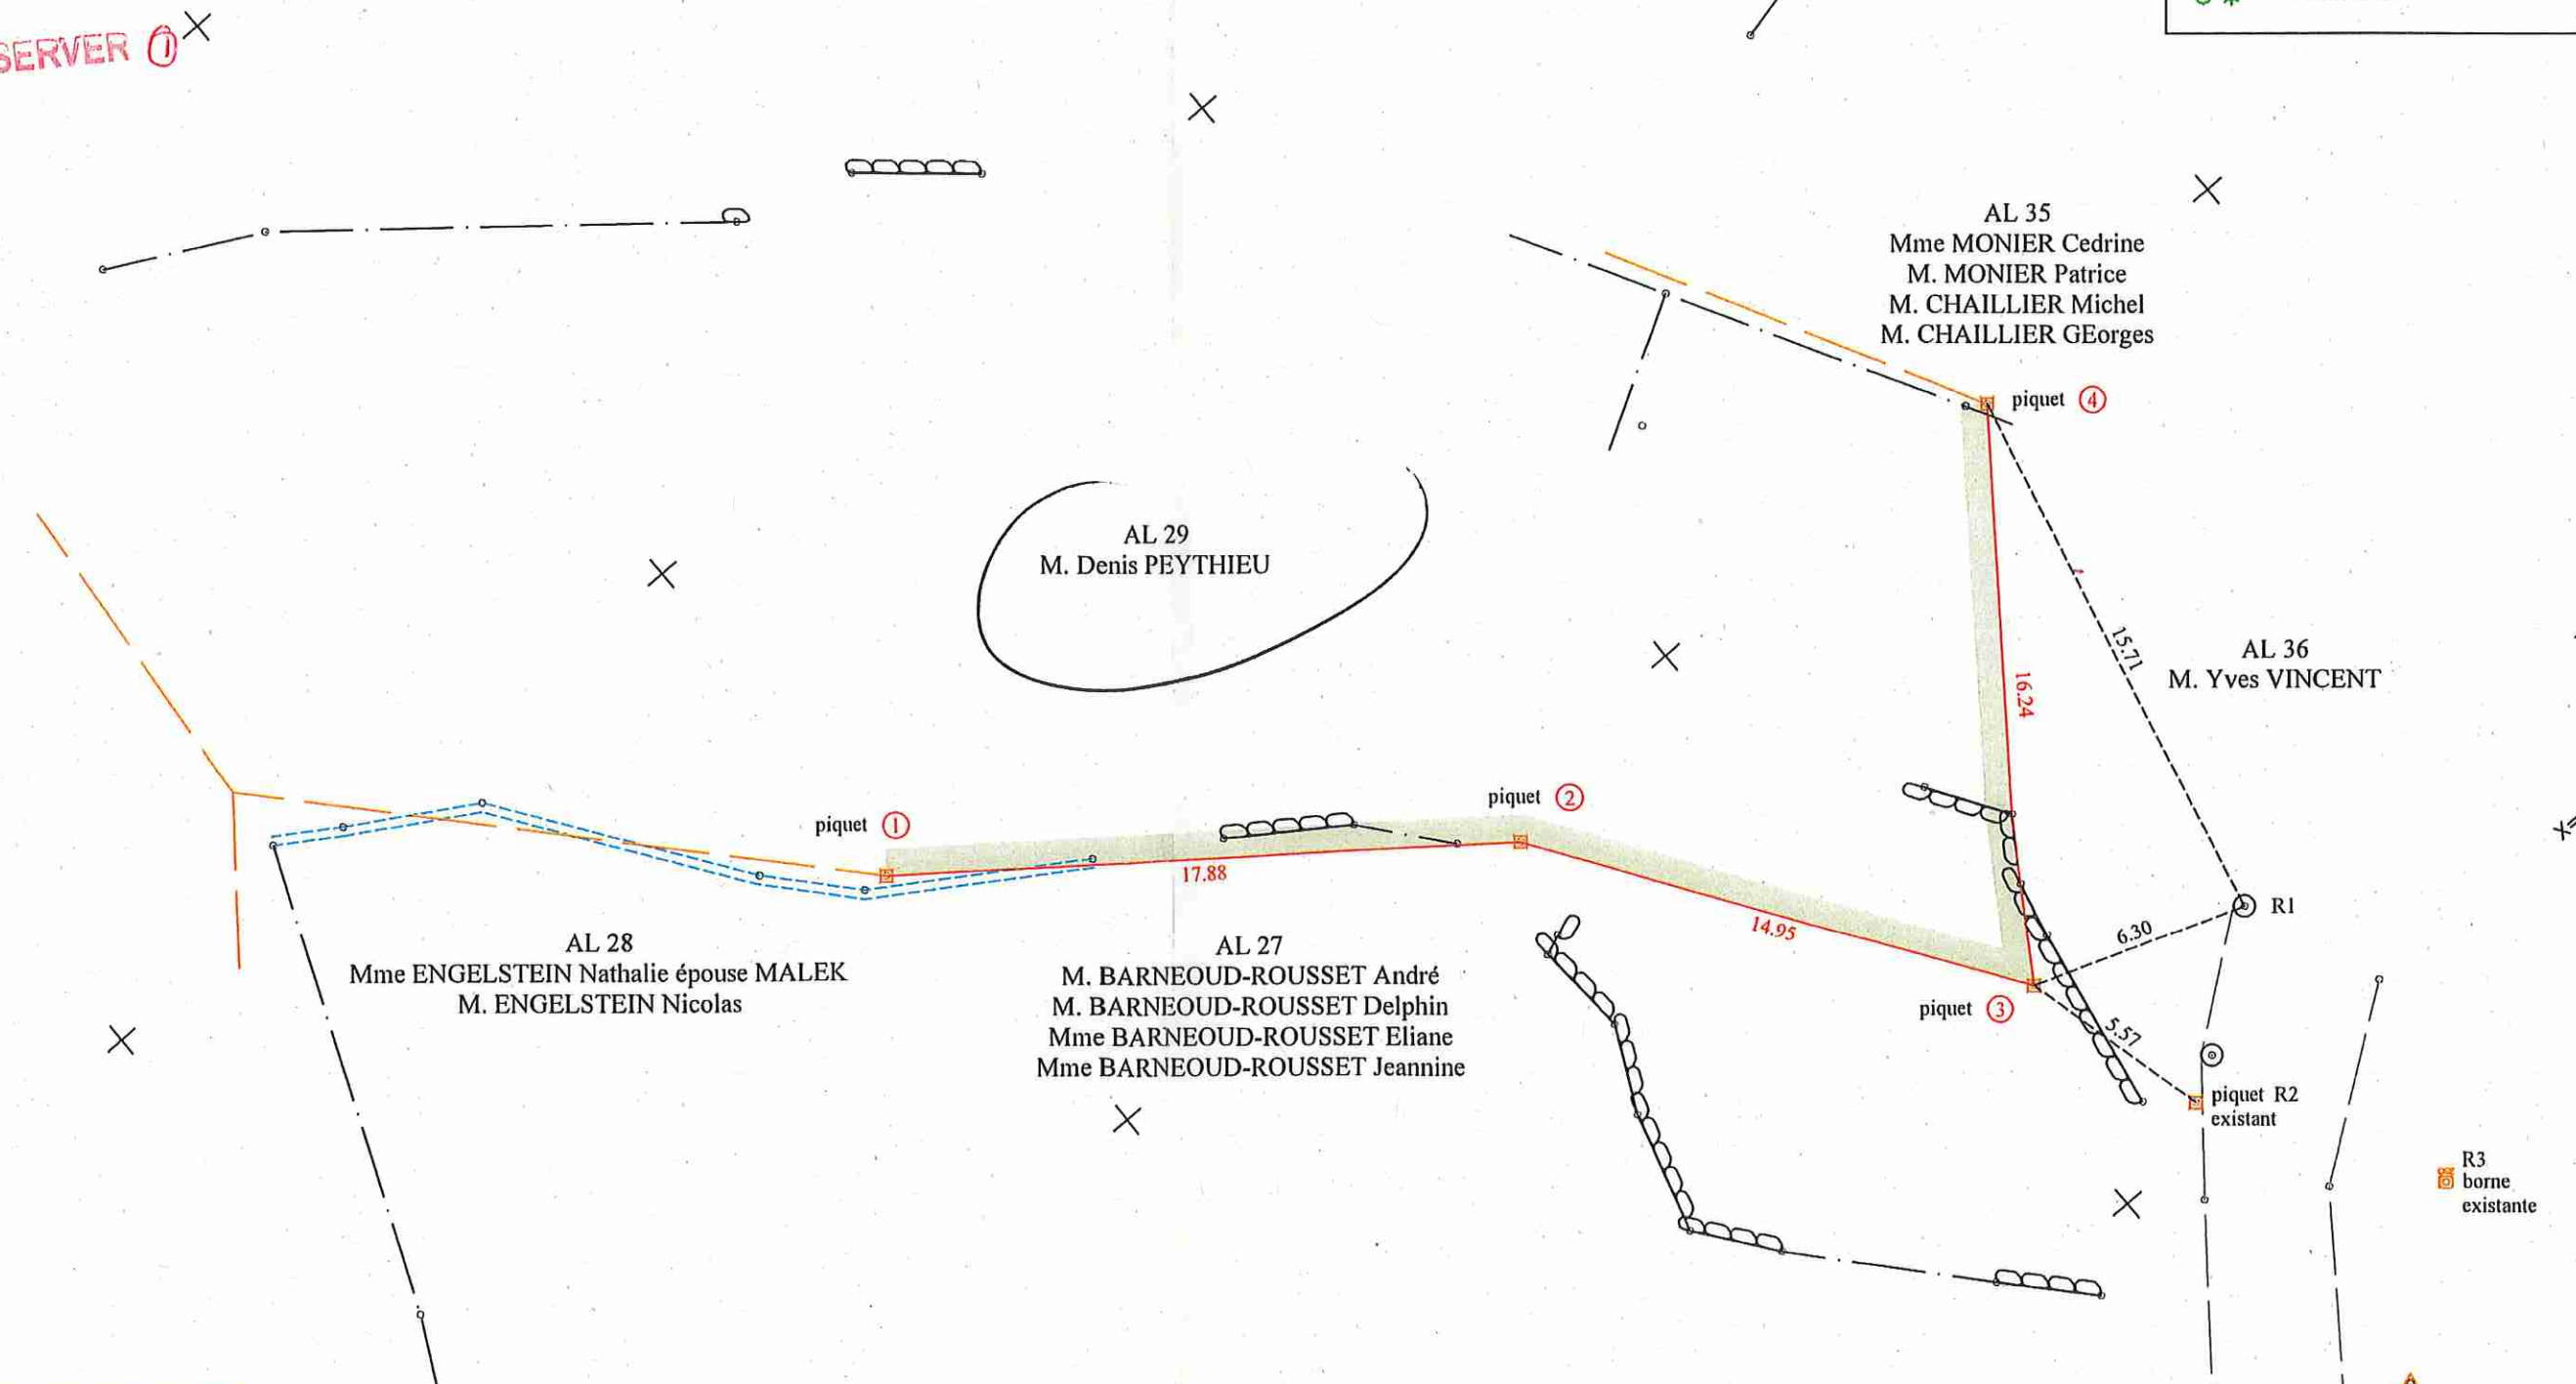 SERVER 1
AL 35
Mme MONIER Cedrine
M. MONIER Patrice
M. CHAILLIER Michel
M. CHAILLIER GEorges
piquet 4
AL 29
M. Denis PEYTHIEU
15.71
AL 36
M. Yves VINCENT
16.24
piquet 1
piquet 2
17.88
14.95
6.30
R1
AL 28
Mme ENGELSTEIN Nathalie épouse MALEK
M. ENGELSTEIN Nicolas
AL 27
M. BARNEOUD-ROUSSET André
M. BARNEOUD-ROUSSET Delphin
Mme BARNEOUD-ROUSSET Eliane
Mme BARNEOUD-ROUSSET Jeannine
piquet 3
5.57
piquet R2
existant
R3
borne
existante